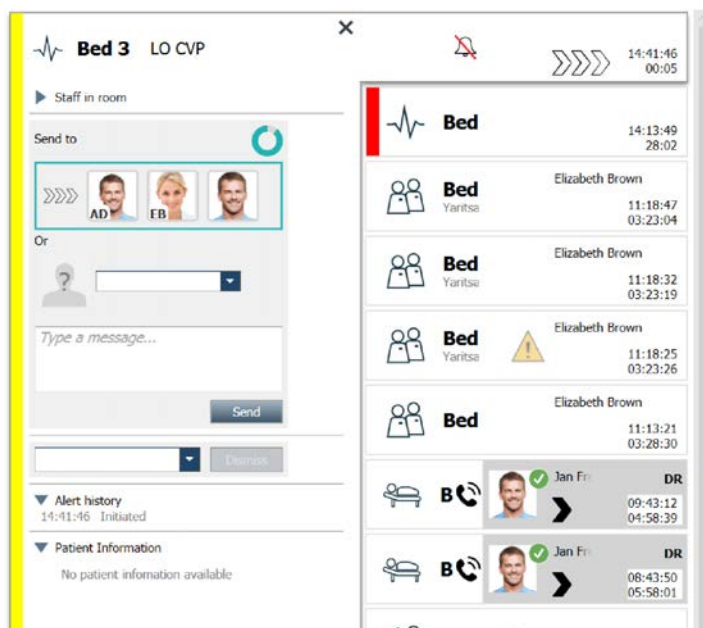 Bed 3 LO CVP
Staff in room
Send to
AD
EB
Or
?
Type a message...
Send
Dismiss
Alert history
14:41:46 Initiated
Patient Information
No patient infomation available
14:41:46
00:05
Bed
14:13:49
28:02
Bed
Yaritsa
Elizabeth Brown
11:18:47
03:23:04
Bed
Yaritsa
Elizabeth Brown
11:18:32
03:23:19
Bed
Yaritsa
Elizabeth Brown
11:18:25
03:23:26
Bed
Elizabeth Brown
11:13:21
03:28:30
B
Jan Fr
DR
09:43:12
04:58:39
B
Jan Fr
DR
08:43:50
05:58:01